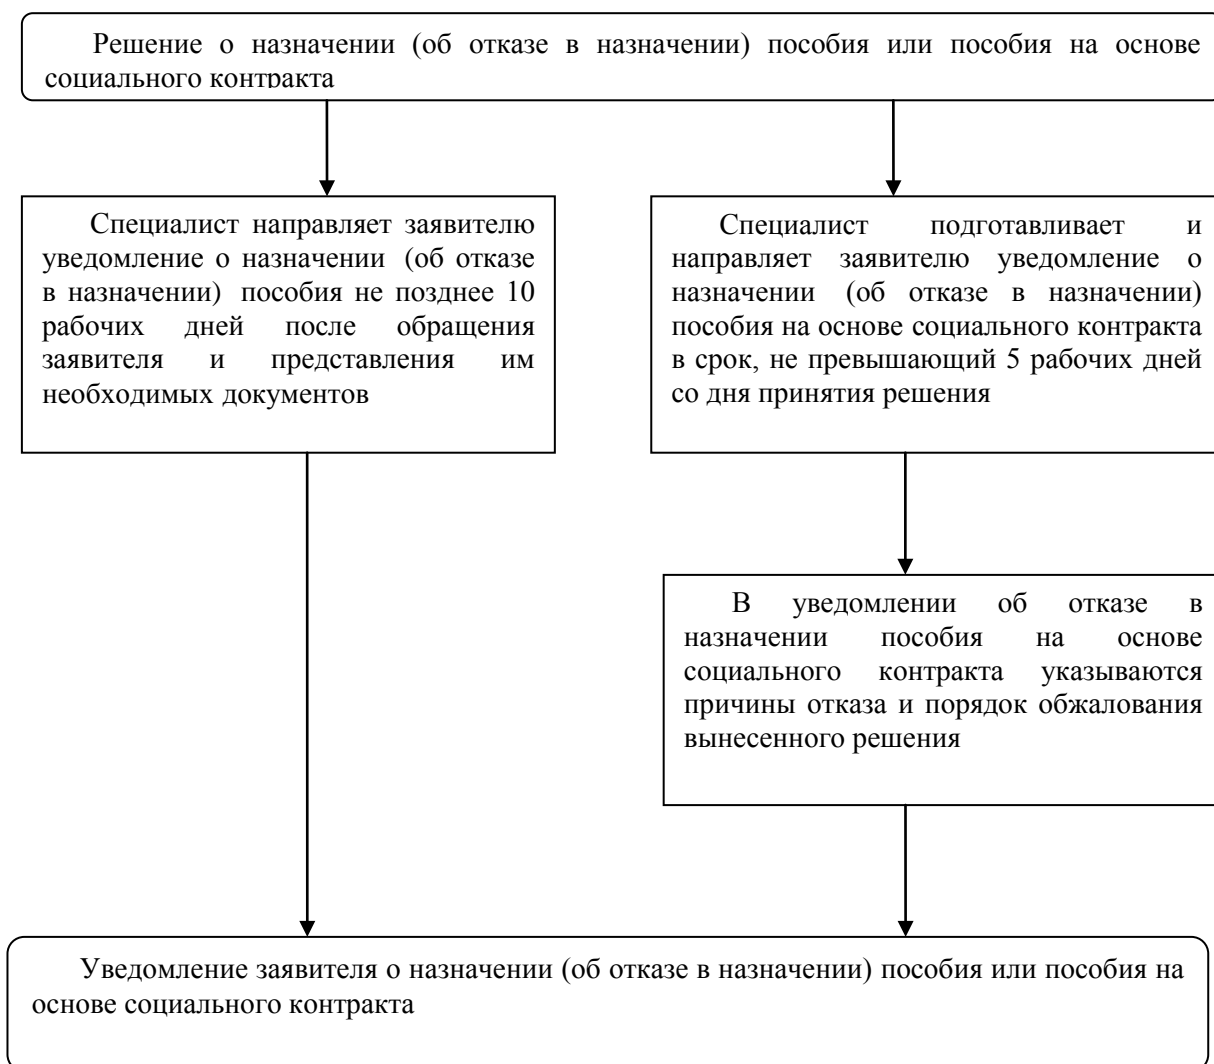 Решение о назначении (об отказе в назначении) пособия или пособия на основе
социального контракта
Специалист направляет заявителю
уведомление о назначении (об отказе
в назначении) пособия не позднее 10
рабочих дней после обращения
заявителя и представления им
необходимых документов
Специалист подготавливает и
направляет заявителю уведомление о
назначении (об отказе в назначении)
пособия на основе социального контракта
в срок, не превышающий 5 рабочих дней
со дня принятия решения
В уведомлении об отказе в
назначении пособия на основе
социального контракта указываются
причины отказа и порядок обжалования
вынесенного решения
Уведомление заявителя о назначении (об отказе в назначении) пособия или пособия на
основе социального контракта